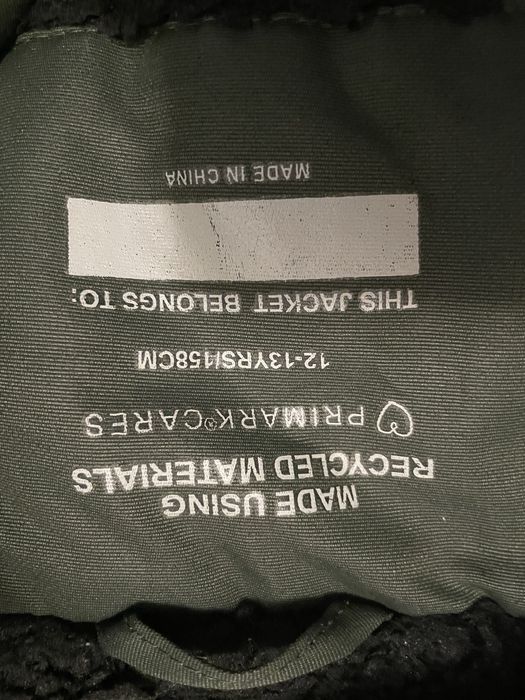 MADE USING
RECYCLED MATERIALS
PRIMARK® CARES
12-13YRS/158CM
THIS JACKET BELONGS TO:
MADE IN CHINA